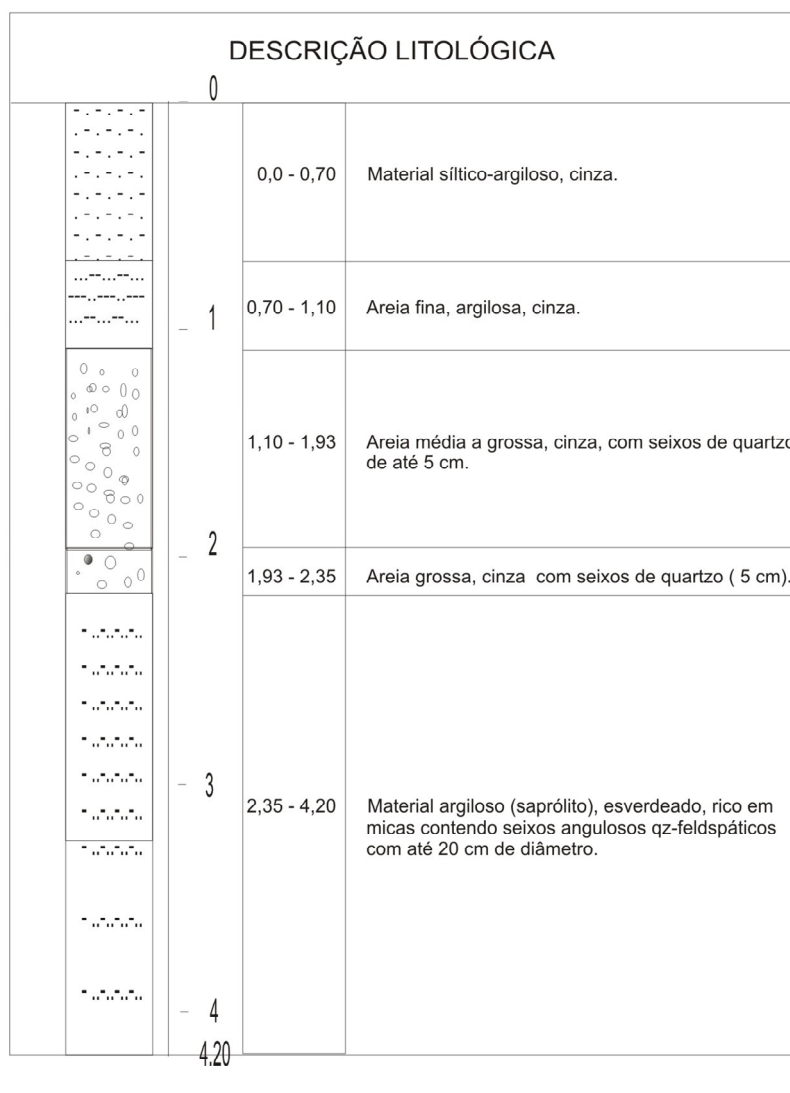 DESCRIÇÃO LITOLÓGICA
0
0,0 - 0,70 Material síltico-argiloso, cinza.
0,70 - 1,10 Areia fina, argilosa, cinza.
1
1,10 - 1,93 Areia média a grossa, cinza, com seixos de quartzo
de até 5 cm.
2
1,93 - 2,35 Areia grossa, cinza com seixos de quartzo ( 5 cm).
3
2,35 - 4,20 Material argiloso (saprólito), esverdeado, rico em
micas contendo seixos angulosos qz-feldspáticos
com até 20 cm de diâmetro.
4
4.20